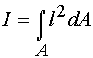 I = ∫ l² dA
A